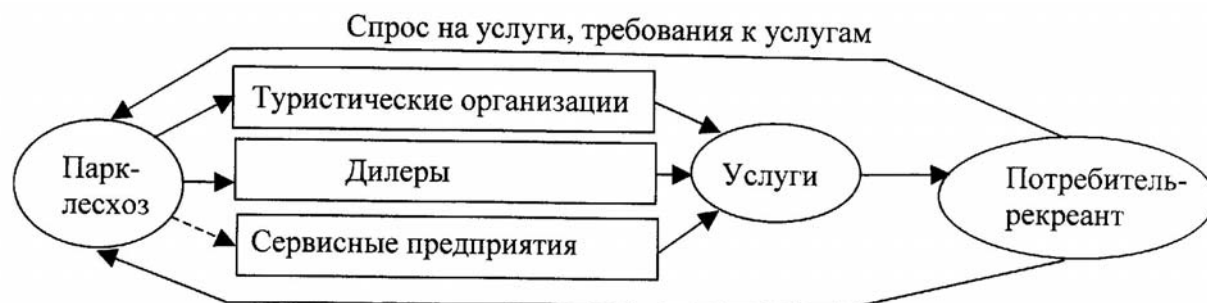 Спрос на услуги, требования к услугам
Туристические организации
Парк-
лесхоз
Дилеры
Услуги
Потребитель-
рекреант
Сервисные предприятия